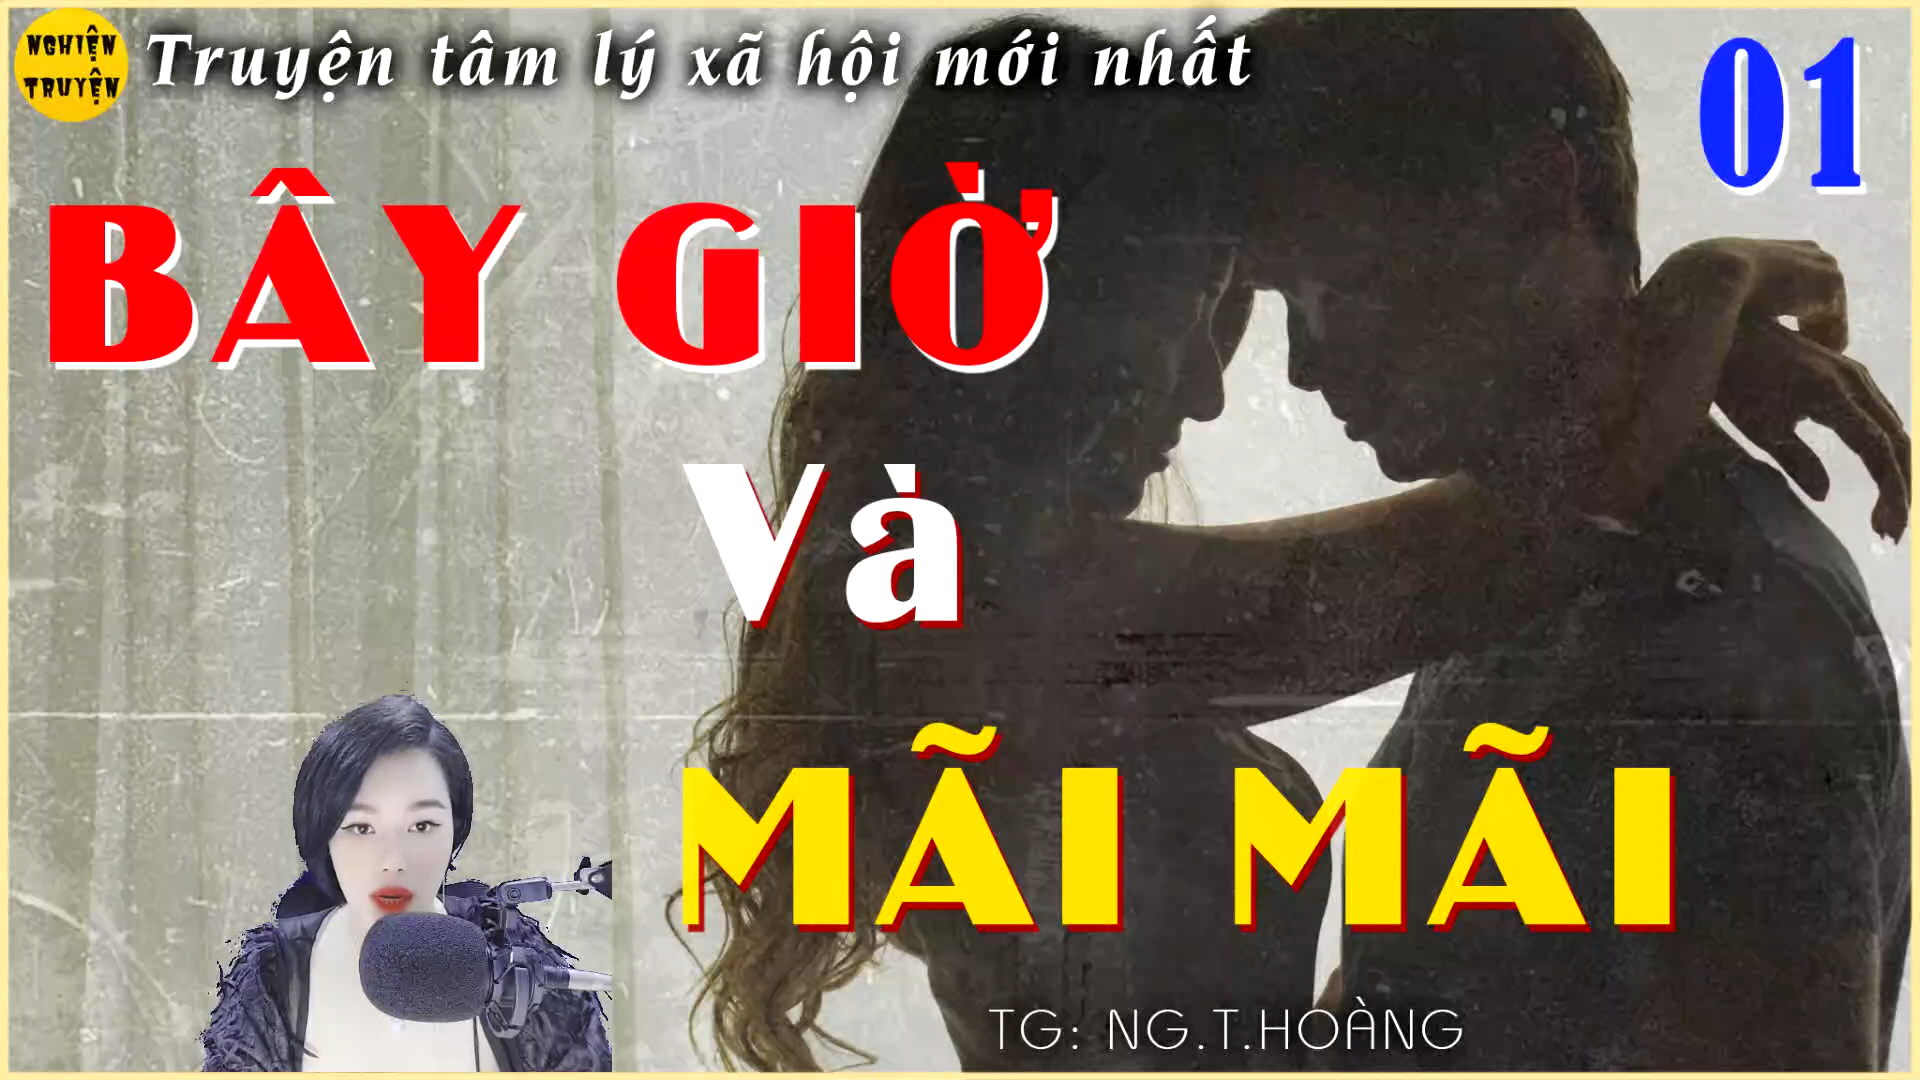 NGHIỆN
TRUYỆN
Truyện tâm lý xã hội mới nhất
01
BÂY GIỜ
Và
MÃI MÃI
TG: NG.T.HOÀNG